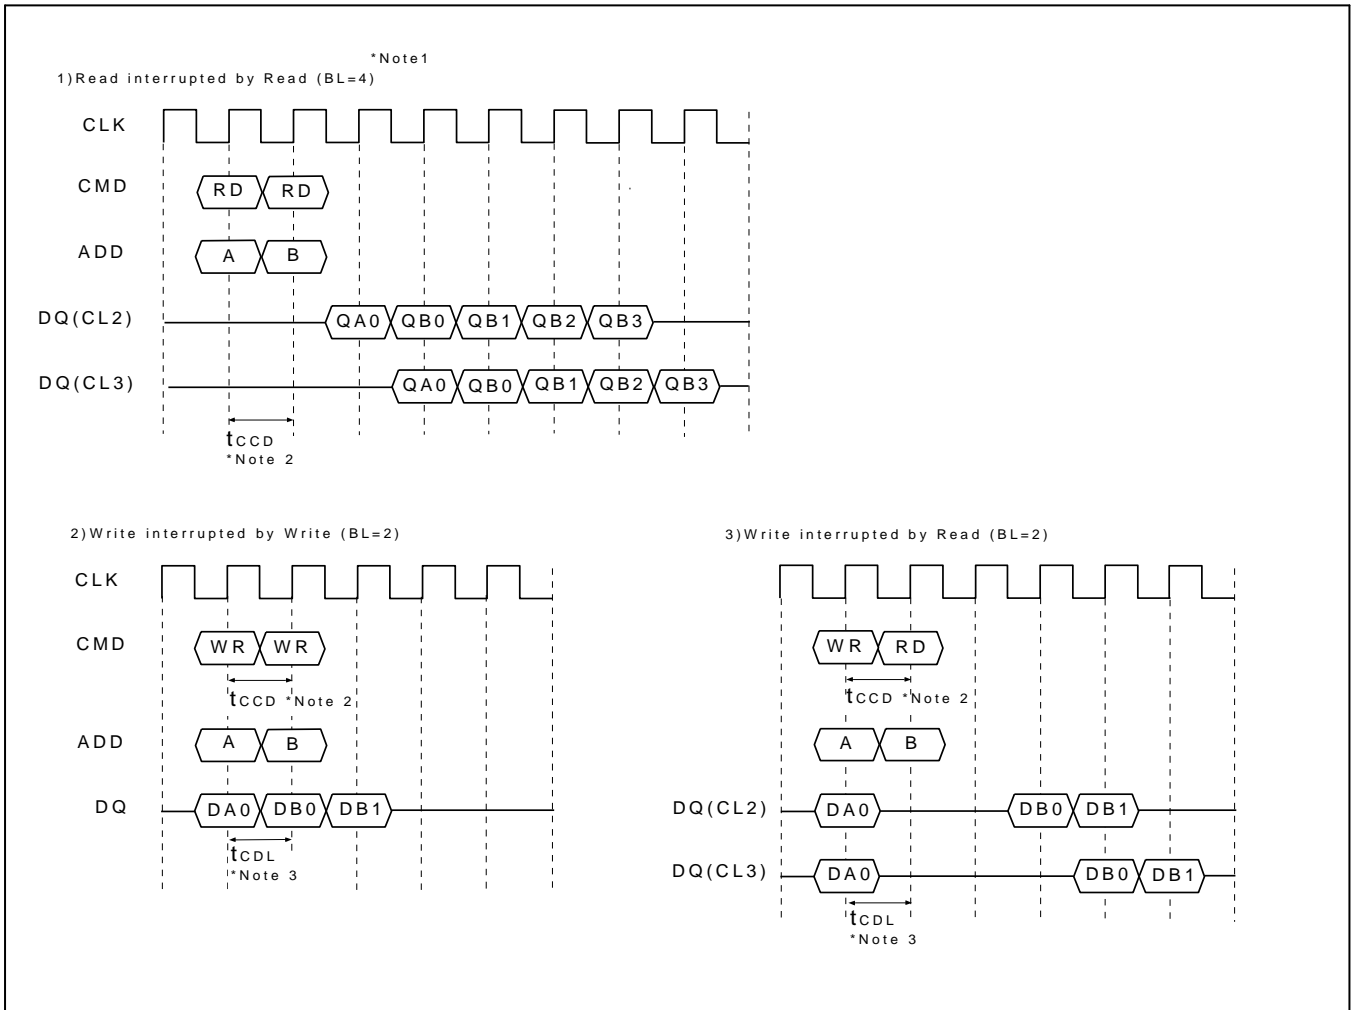 *Note1
1)Read interrupted by Read (BL=4)
CLK
CMD RD RD
ADD A B
DQ(CL2) QA0 QB0 QB1 QB2 QB3
DQ(CL3) QA0 QB0 QB1 QB2 QB3
tCCD
*Note 2
2)Write interrupted by Write (BL=2)
CLK
CMD WR WR
tCCD *Note 2
ADD A B
DQ DA0 DB0 DB1
tCDL
*Note 3
3)Write interrupted by Read (BL=2)
WR RD
tCCD *Note 2
A B
DQ(CL2) DA0 DB0 DB1
DQ(CL3) DA0 DB0 DB1
tCDL
*Note 3